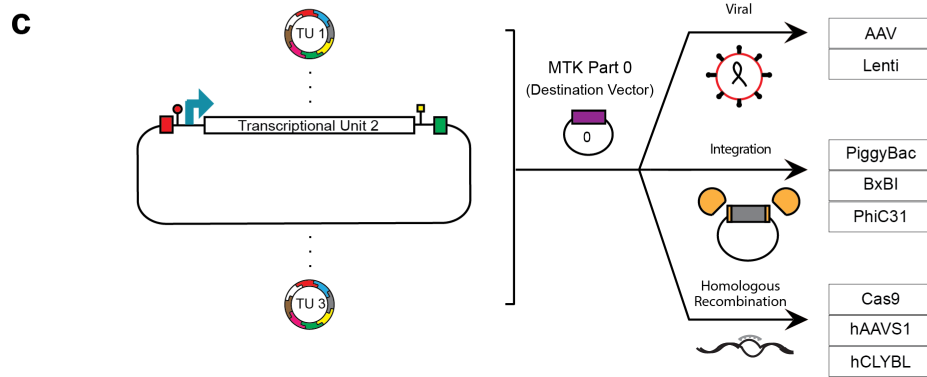 c
TU 1
Transcriptional Unit 2
TU 3
MTK Part 0
(Destination Vector)
0
Viral
AAV
Lenti
Integration
PiggyBac
BxBI
PhiC31
Homologous
Recombination
Cas9
hAAVS1
hCLYBL